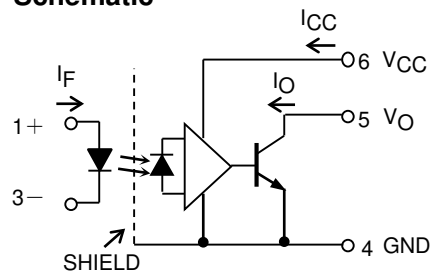 Schematic
ICC
6 VCC
IF
IO
1+
5 VO
3−
4 GND
SHIELD